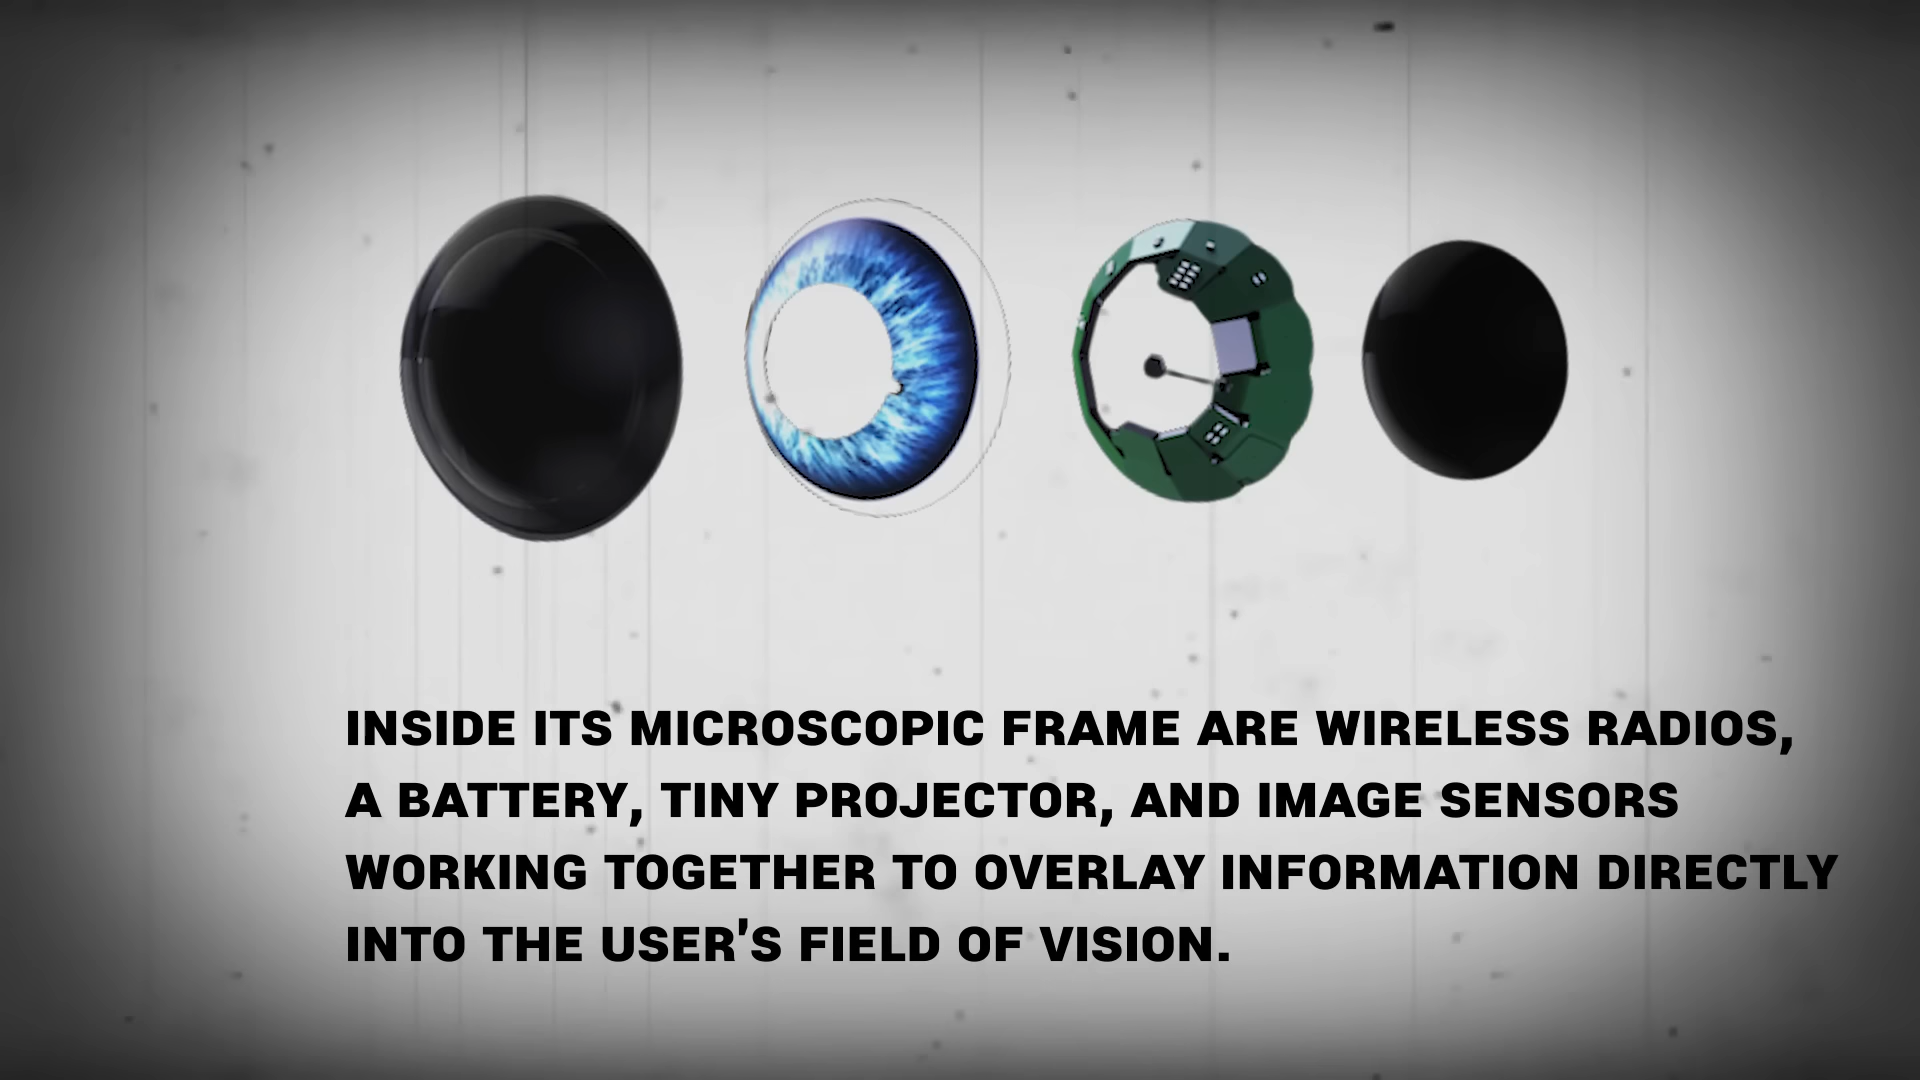 INSIDE ITS MICROSCOPIC FRAME ARE WIRELESS RADIOS,
A BATTERY, TINY PROJECTOR, AND IMAGE SENSORS
WORKING TOGETHER TO OVERLAY INFORMATION DIRECTLY
INTO THE USER'S FIELD OF VISION.